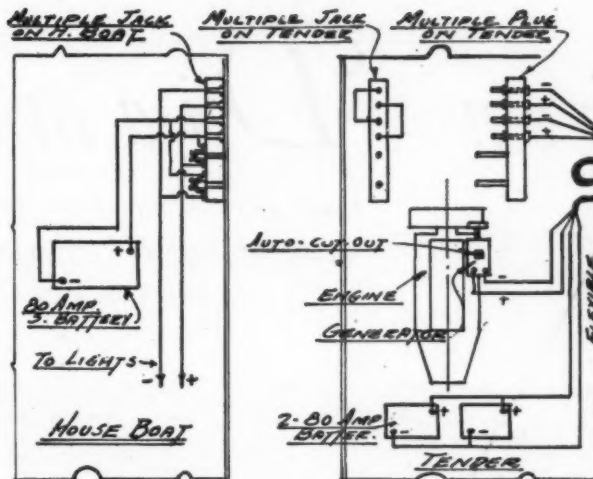 MULTIPLE JACK
ON H. BOAT
MULTIPLE JACK
ON TENDER
MULTIPLE PLUG
ON TENDER
-
+
-
+
AUTO-CUT-OUT
ENGINE
GENERATOR
-
+
FLEXIBLE
+
-
80 AMP.
S. BATTERY
TO LIGHTS
- +
HOUSE BOAT
2-80 AMP
BATTER.
+
-
+
-
TENDER